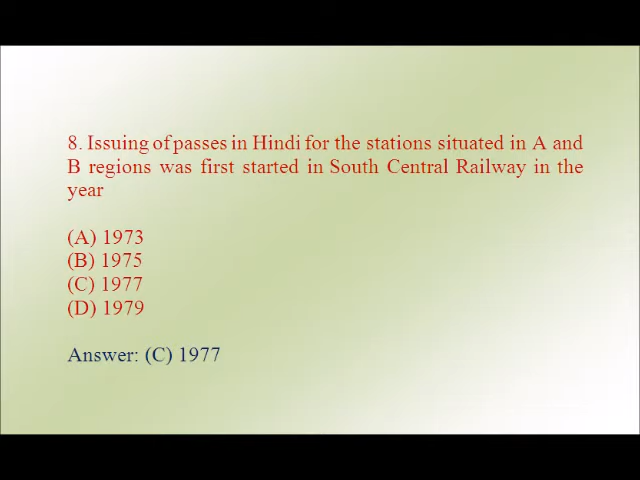 8. Issuing of passes in Hindi for the stations situated in A and
B regions was first started in South Central Railway in the
year
(A) 1973
(B) 1975
(C) 1977
(D) 1979
Answer: (C) 1977